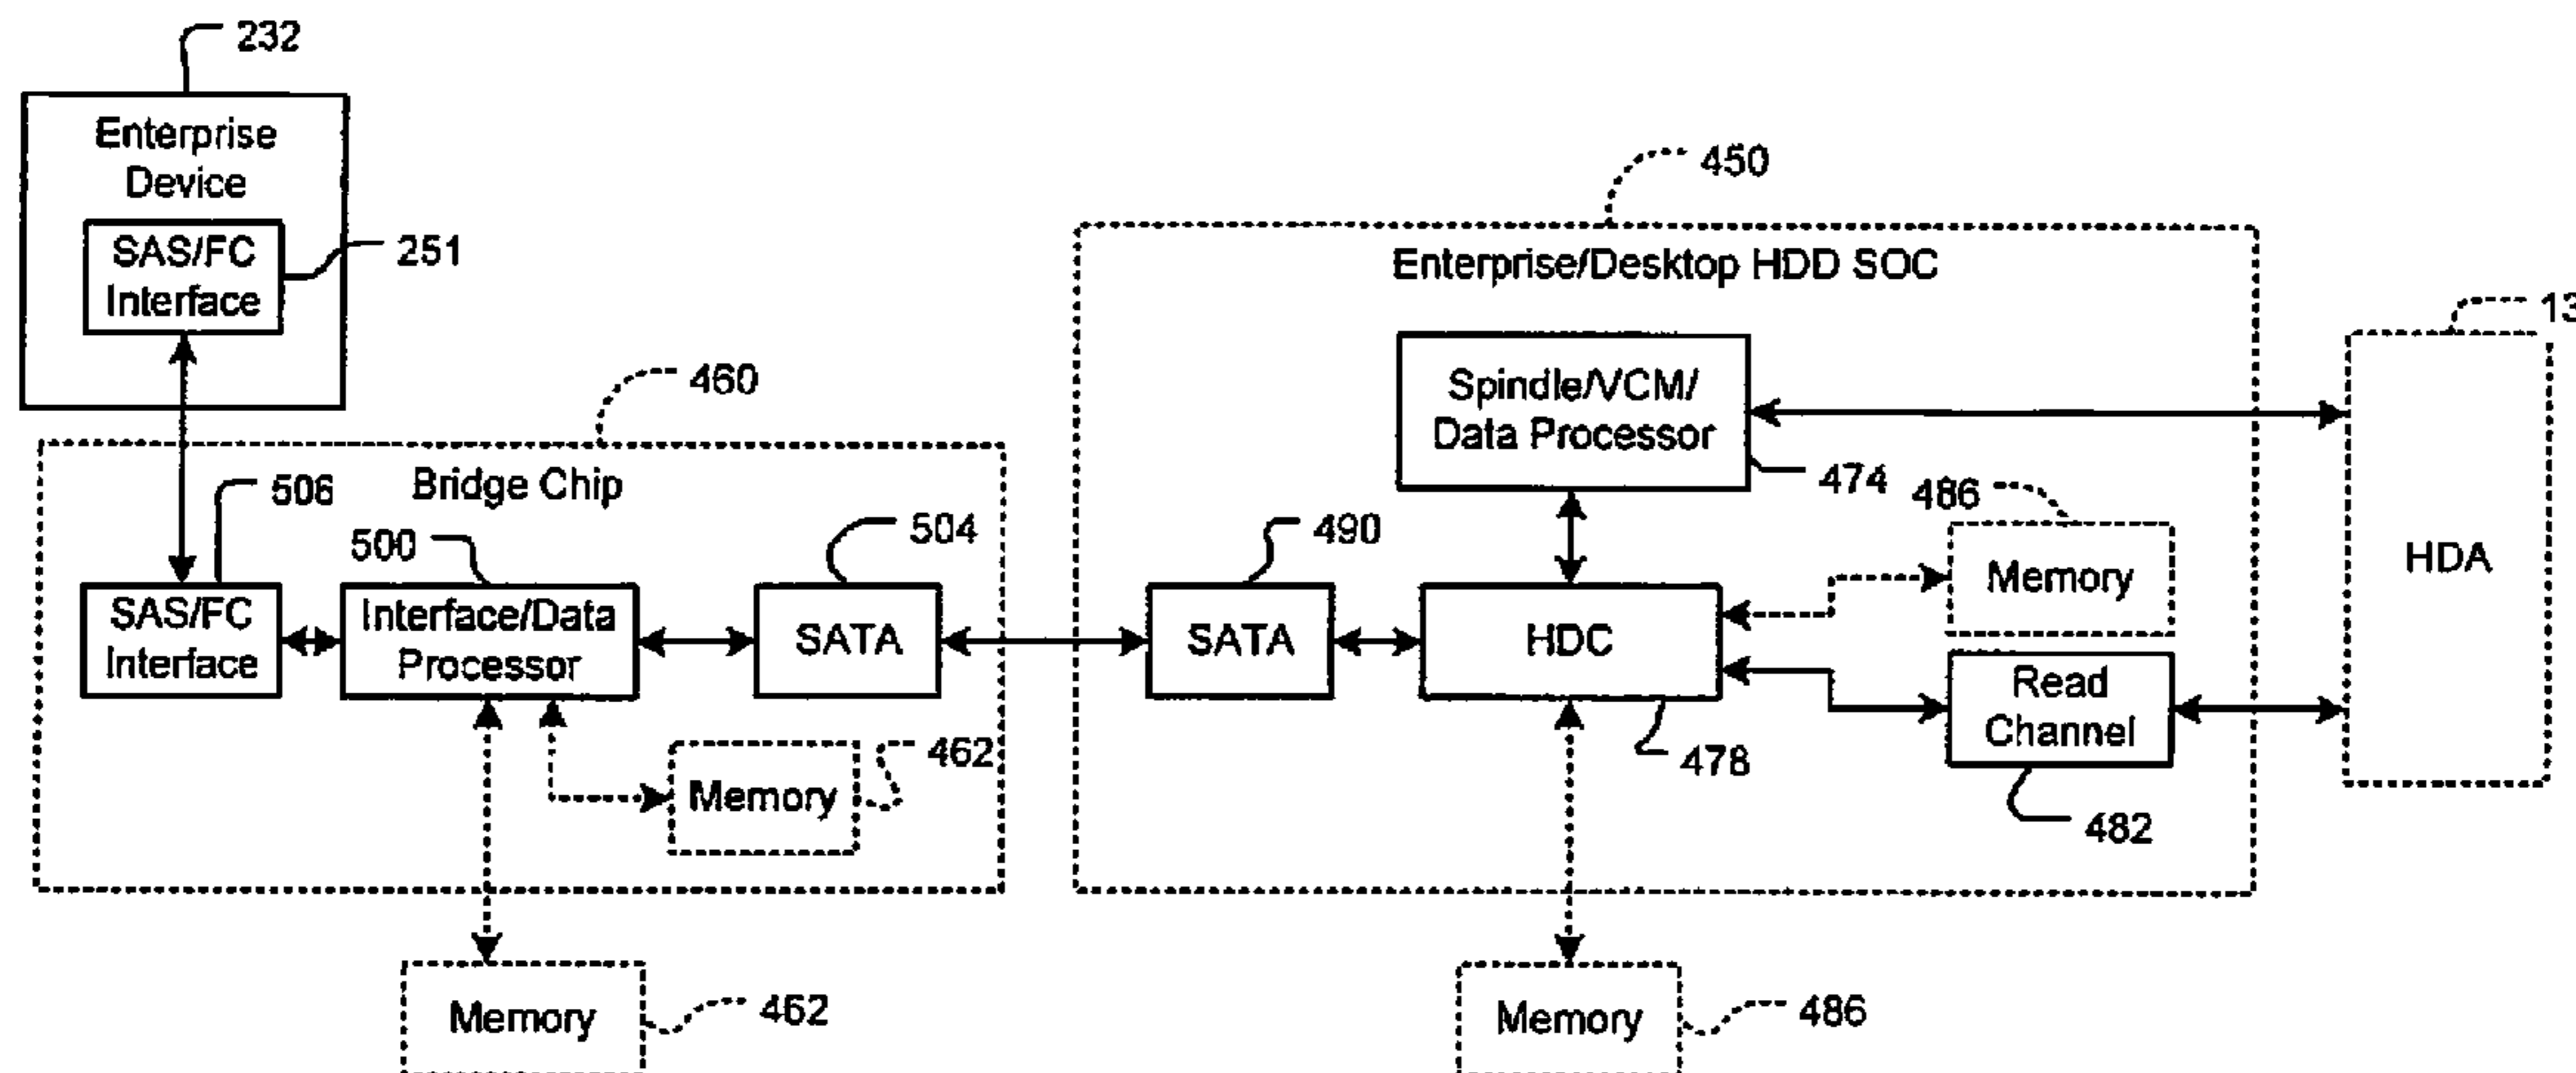 232
Enterprise
Device
SAS/FC
Interface
251
460
Bridge Chip
506
500
504
SAS/FC
Interface
Interface/Data
Processor
SATA
Memory
462
Memory
462
450
Enterprise/Desktop HDD SOC
Spindle/VCM/
Data Processor
474
486
Memory
490
SATA
HDC
478
Read
Channel
482
Memory
486
13
HDA